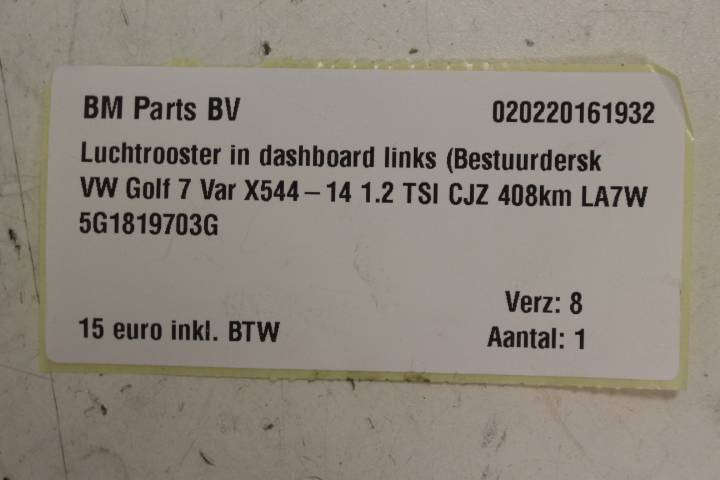 BM Parts BV 020220161932
Luchtrooster in dashboard links (Bestuurdersk
VW Golf 7 Var X544-14 1.2 TSI CJZ 408km LA7W
5G1819703G
Verz: 8
15 euro inkl. BTW Aantal: 1